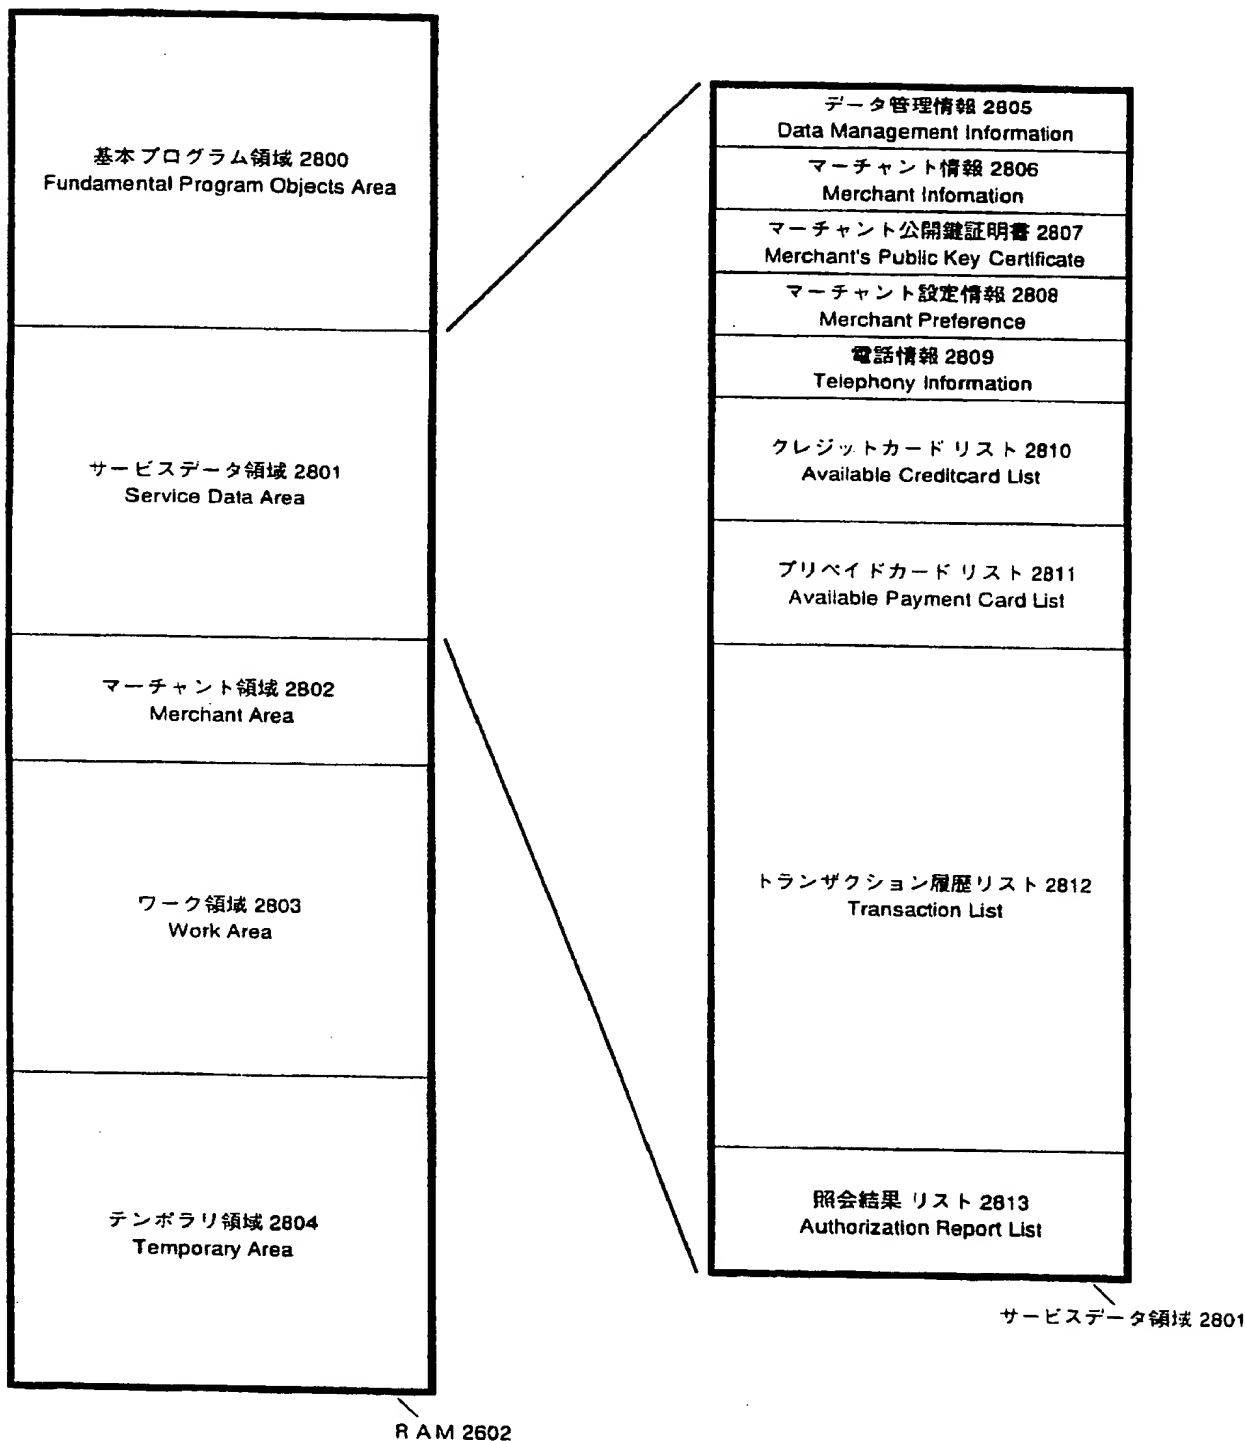 基本プログラム領域 2800
Fundamental Program Objects Area
サービスデータ領域 2801
Service Data Area
マーチャント領域 2802
Merchant Area
ワーク領域 2803
Work Area
テンポラリ領域 2804
Temporary Area
RAM 2602
データ管理情報 2805
Data Management Information
マーチャント情報 2806
Merchant Infomation
マーチャント公開鍵証明書 2807
Merchant's Public Key Certificate
マーチャント設定情報 2808
Merchant Preference
電話情報 2809
Telephony Information
クレジットカード リスト 2810
Available Creditcard List
プリペイドカード リスト 2811
Available Payment Card List
トランザクション履歴リスト 2812
Transaction List
照会結果 リスト 2813
Authorization Report List
サービスデータ領域 2801